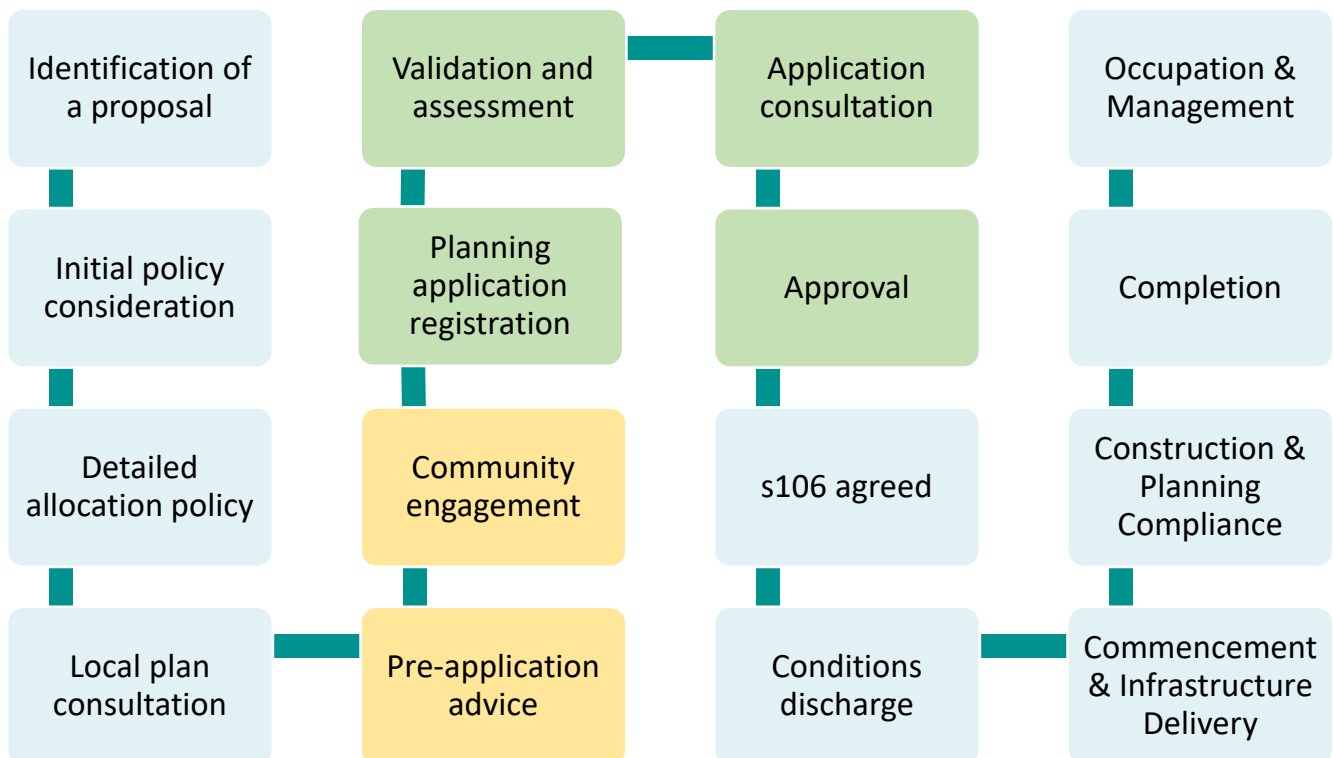 Identification of
a proposal
Initial policy
consideration
Detailed
allocation policy
Local plan
consultation
Pre-application
advice
Community
engagement
Planning
application
registration
Validation and
assessment
Application
consultation
Approval
s106 agreed
Conditions
discharge
Commencement
& Infrastructure
Delivery
Construction &
Planning
Compliance
Completion
Occupation &
Management